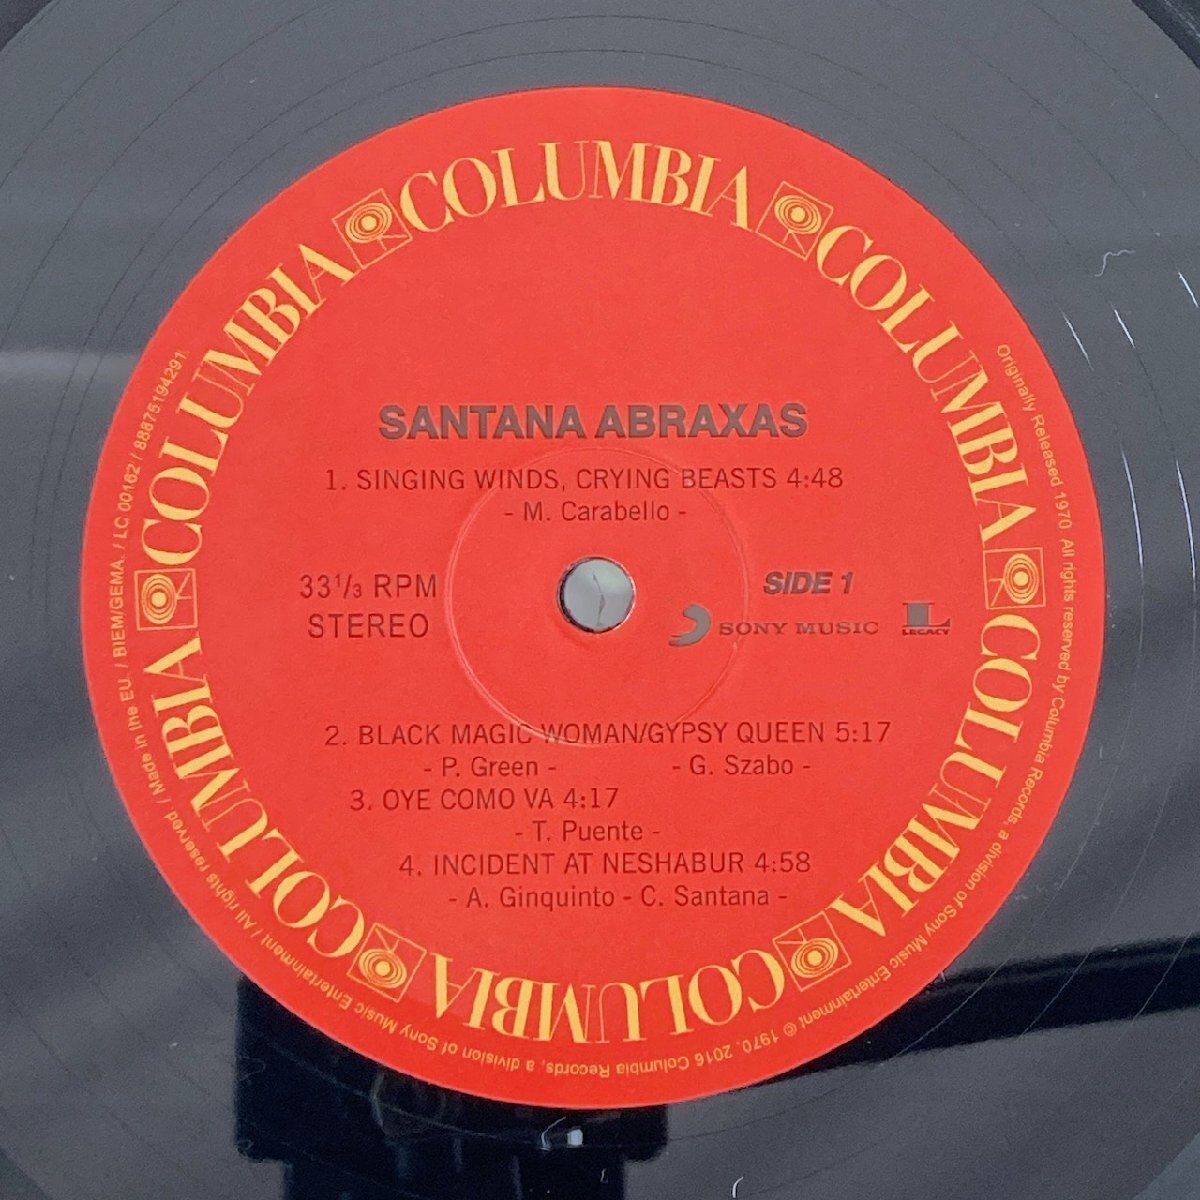 COLUMBIA COLUMBIA COLUMBIA COLUMBIA COLUMBIA COLUMBIA
SANTANA ABRAXAS
1. SINGING WINDS, CRYING BEASTS 4:48
- M. Carabello -
33 1/3 RPM
STEREO
SIDE 1
SONY MUSIC
L
LEGACY
2. BLACK MAGIC WOMAN/GYPSY QUEEN 5:17
- P. Green - - G. Szabo -
3. OYE COMO VA 4:17
- T. Puente -
4. INCIDENT AT NESHABUR 4:58
- A. Ginquinto - C. Santana -
Originally Released 1970 All rights reserved by Columbia Records, a division of Sony Music Entertainment © 1970, 2016 Columbia Records, a division of Sony Music Entertainment / All rights reserved / Made in the EU. / BIEM/GEMA. / LC 00162 / 88875194291